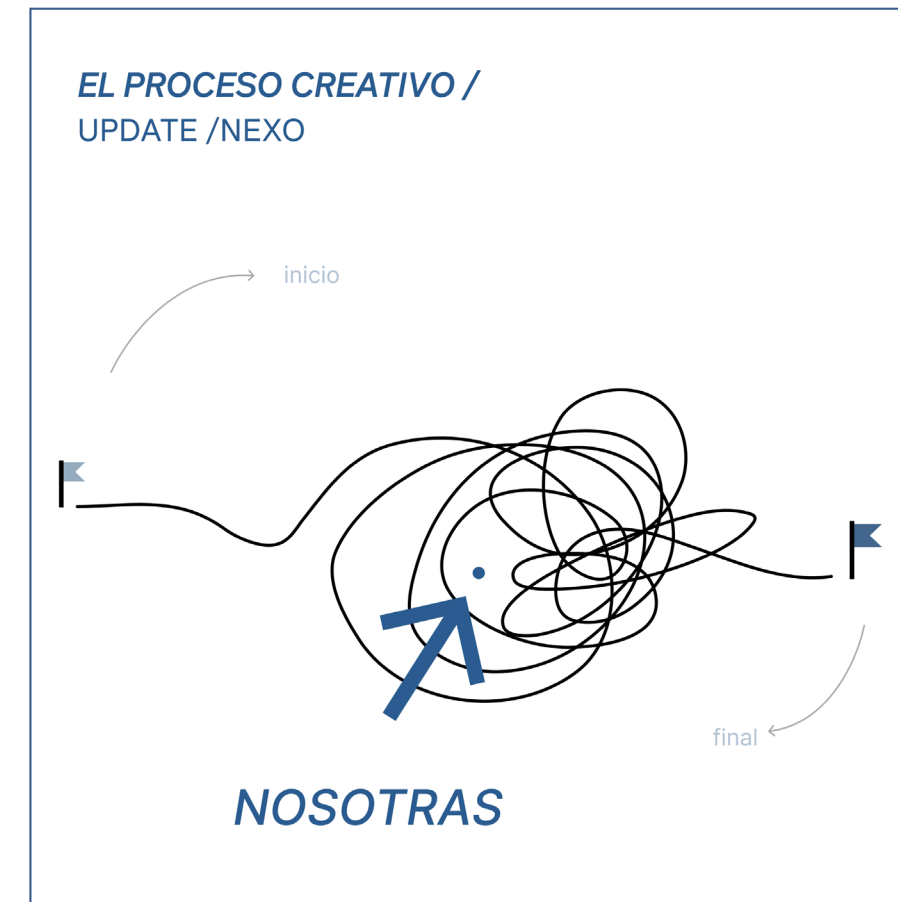 EL PROCESO CREATIVO /
UPDATE /NEXO
inicio
final
NOSOTRAS